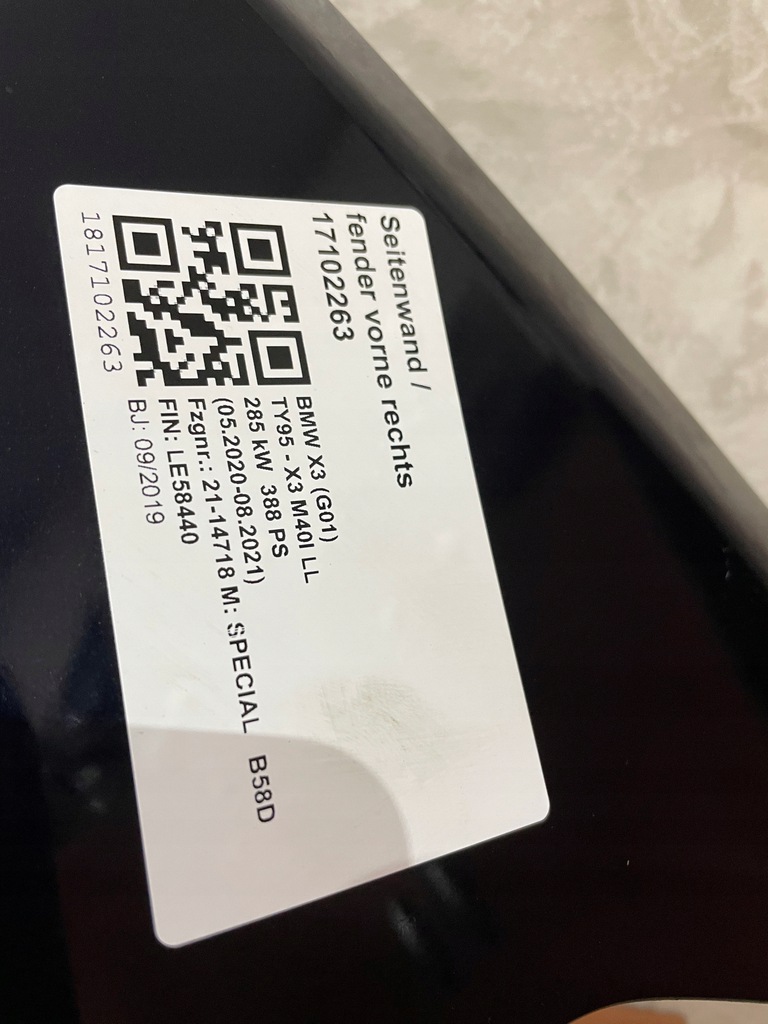 Seitenwand /
fender vorne rechts
17102263
BMW X3 (G01)
TY95 - X3 M40I LL
285 kW 388 PS
(05.2020-08.2021)
Fzgnr.: 21-14718 M: SPECIAL B58D
FIN: LE58440
BJ: 09/2019
1817102263